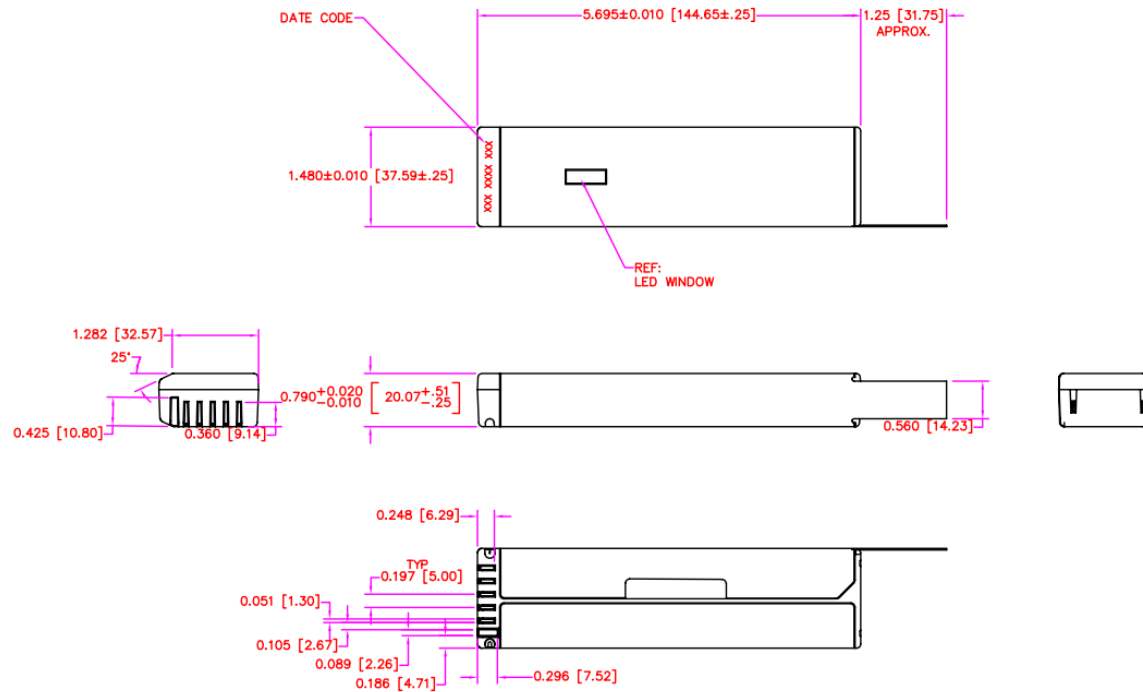 DATE CODE
5.695±0.010 [144.65±.25]
1.25 [31.75]
APPROX.
1.480±0.010 [37.59±.25]
XXX XXXX XXX
REF:
LED WINDOW
1.282 [32.57]
25°
0.790+0.020 -0.010 [20.07+.51 -.25]
0.425 [10.80]
0.360 [9.14]
0.560 [14.23]
0.248 [6.29]
TYP
0.197 [5.00]
0.051 [1.30]
0.105 [2.67]
0.089 [2.26]
0.186 [4.71]
0.296 [7.52]